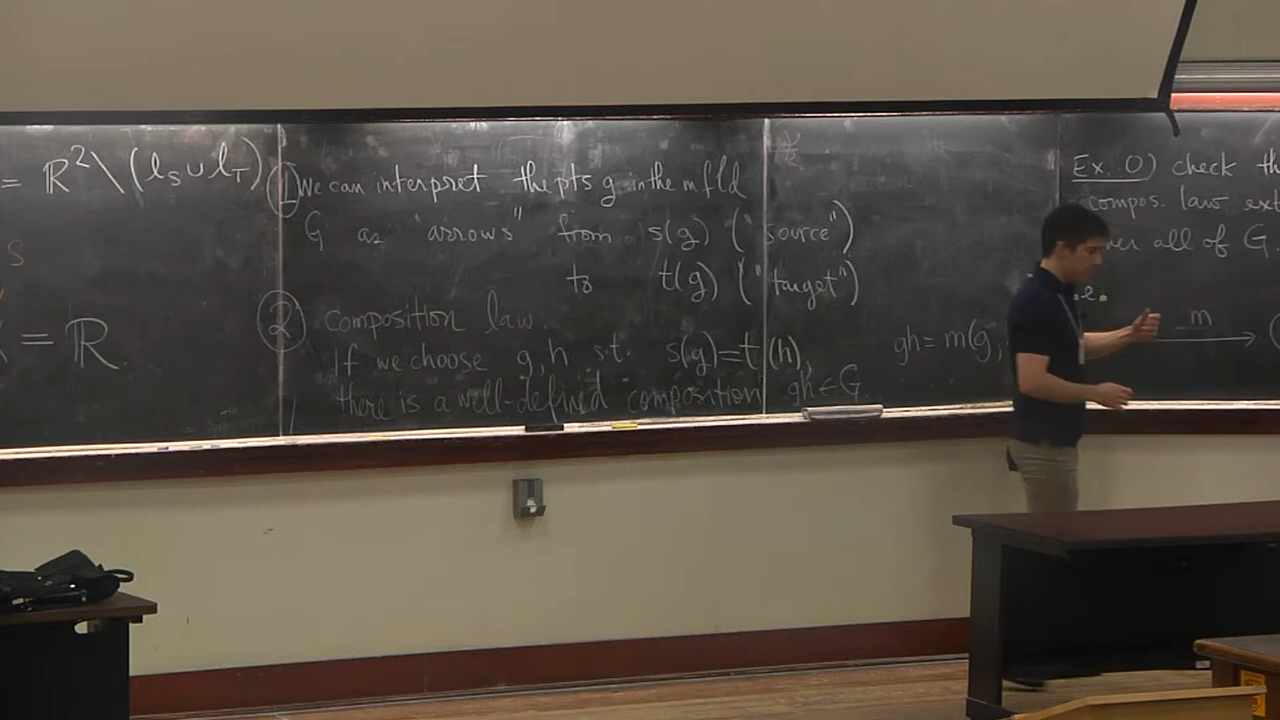 = ℝ²\(l_S ∪ l_T)
S
= ℝ.
① We can interpret the pts g in the mfld
G as "arrows" from s(g) ("source")
to t(g) ("target")
② Composition law.
If we choose g, h s.t. s(g)=t(h),
there is a well-defined composition gh ∈ G.
gh = m(g,
Ex. 0) check th
compos. law ext
ver all of G.
.e.
m